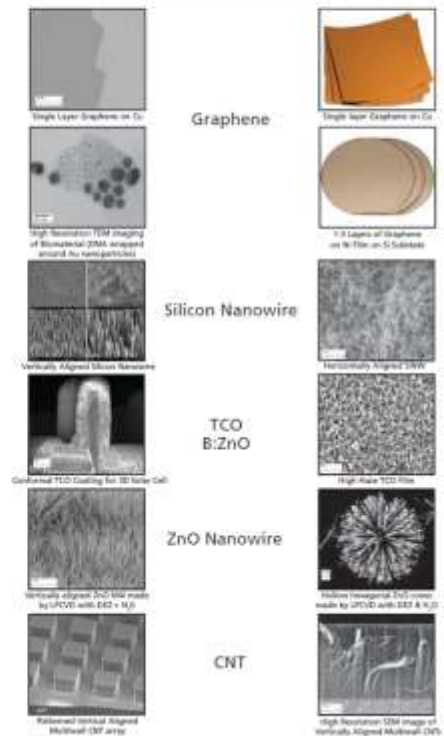 Single Layer Graphene on Cu
Single layer Graphene on Cu
Graphene
High Resolution TEM imaging
of Biomaterial (DNA wrapped
around Au nanoparticles)
Layers of Graphene
on Ni Film on Si Substrate
Silicon Nanowire
Vertically Aligned Silicon Nanowire
Horizontally Aligned SiNW
TCO
B:ZnO
Conformal TCO Coating for 3D Solar Cell
High Haze TCO Film
ZnO Nanowire
Vertically aligned ZnO NW made
by LPCVD with DEZ + N₂O
Hollow hexagonal ZnO
made by LPCVD with DEZ & N₂O
CNT
Patterned Vertical Aligned
Multiwall CNT array
High Resolution SEM image of
Vertically Aligned Multiwall CNTs